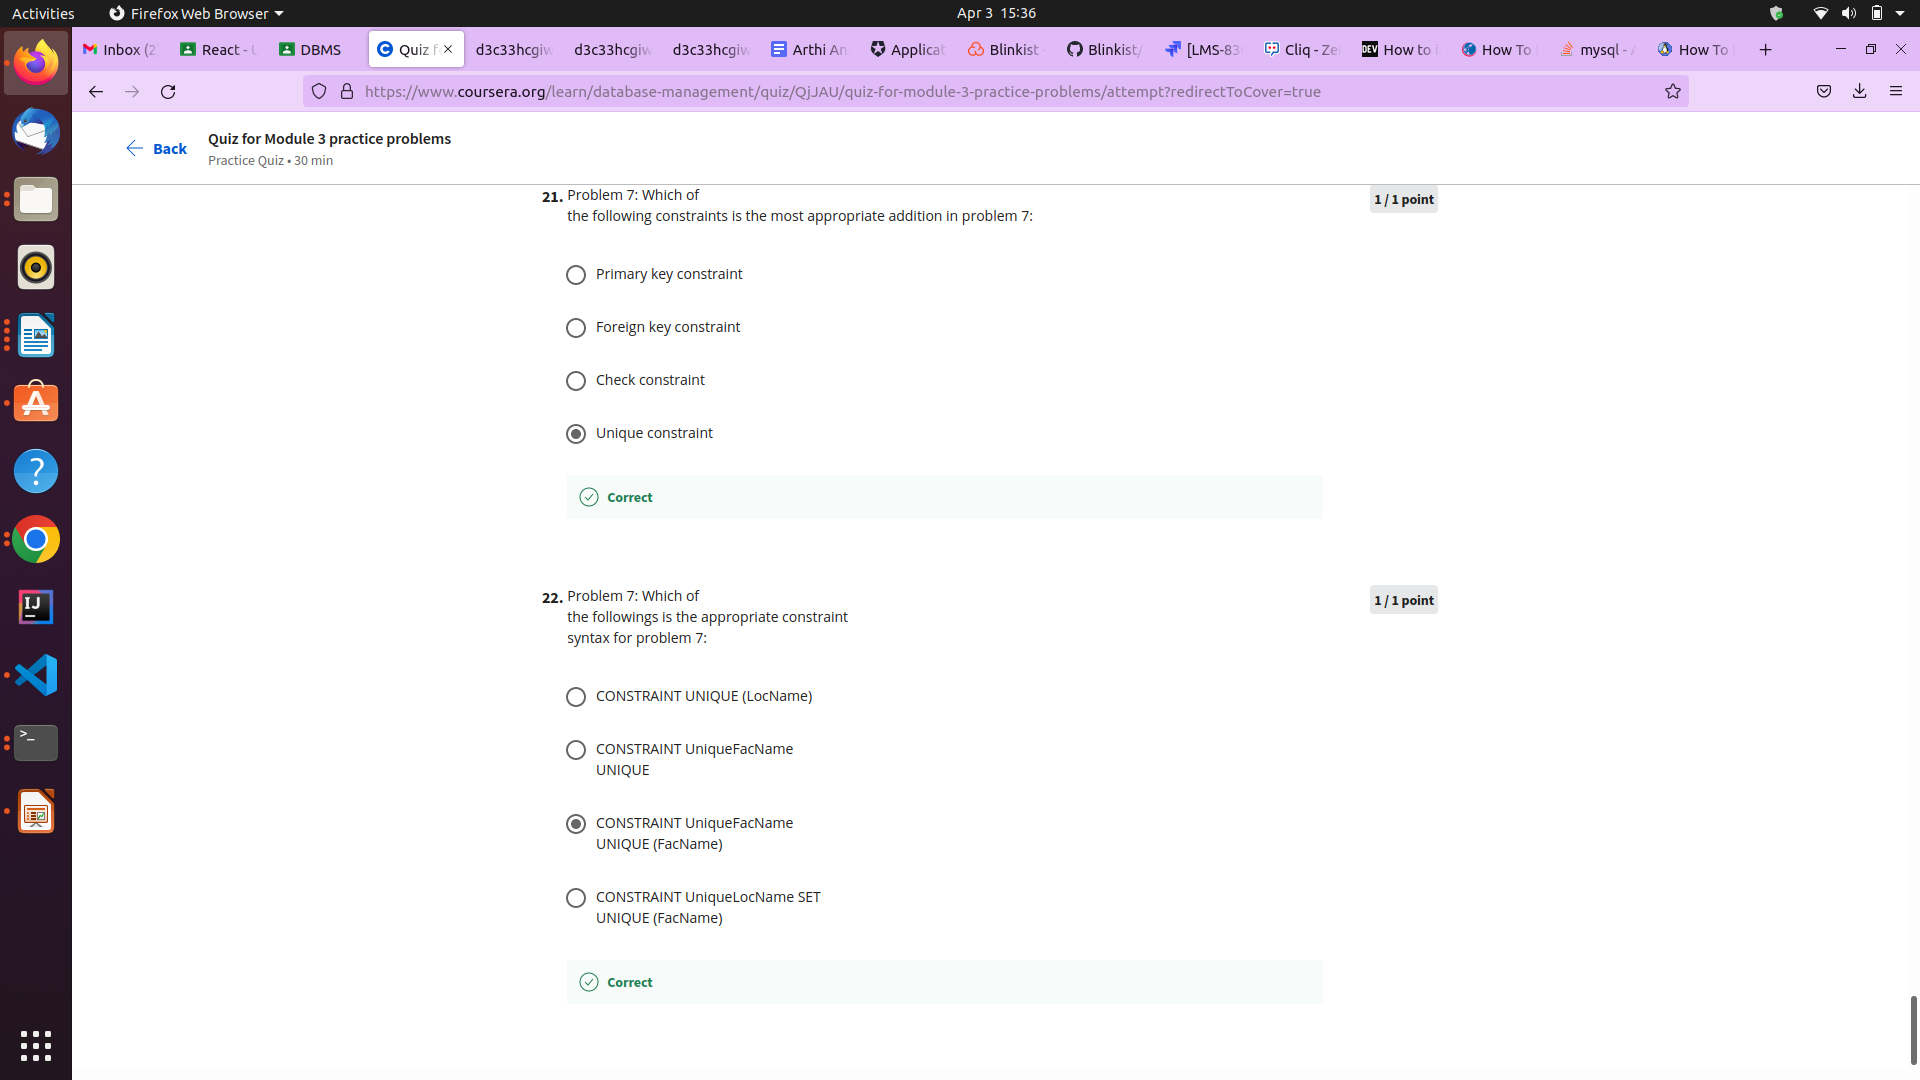 Activities
Firefox Web Browser
Apr 3 15:36
Inbox (2
React - U
DBMS
Quiz f
d3c33hcgiw
d3c33hcgiw
d3c33hcgiw
Arthi An
Applicat
Blinkist
Blinkist/
[LMS-83
Cliq - Ze
DEV
How to i
How To
mysql - A
How To
https://www.coursera.org/learn/database-management/quiz/QjJAU/quiz-for-module-3-practice-problems/attempt?redirectToCover=true
Back
Quiz for Module 3 practice problems
Practice Quiz • 30 min
21. Problem 7: Which of
the following constraints is the most appropriate addition in problem 7:
1 / 1 point
Primary key constraint
Foreign key constraint
Check constraint
Unique constraint
Correct
22. Problem 7: Which of
the followings is the appropriate constraint
syntax for problem 7:
1 / 1 point
CONSTRAINT UNIQUE (LocName)
CONSTRAINT UniqueFacName
UNIQUE
CONSTRAINT UniqueFacName
UNIQUE (FacName)
CONSTRAINT UniqueLocName SET
UNIQUE (FacName)
Correct